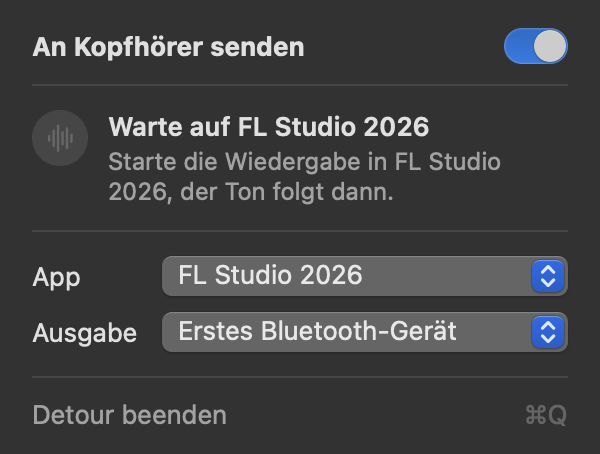 An Kopfhörer senden
Warte auf FL Studio 2026
Starte die Wiedergabe in FL Studio
2026, der Ton folgt dann.
App FL Studio 2026
Ausgabe Erstes Bluetooth-Gerät
Detour beenden ⌘Q